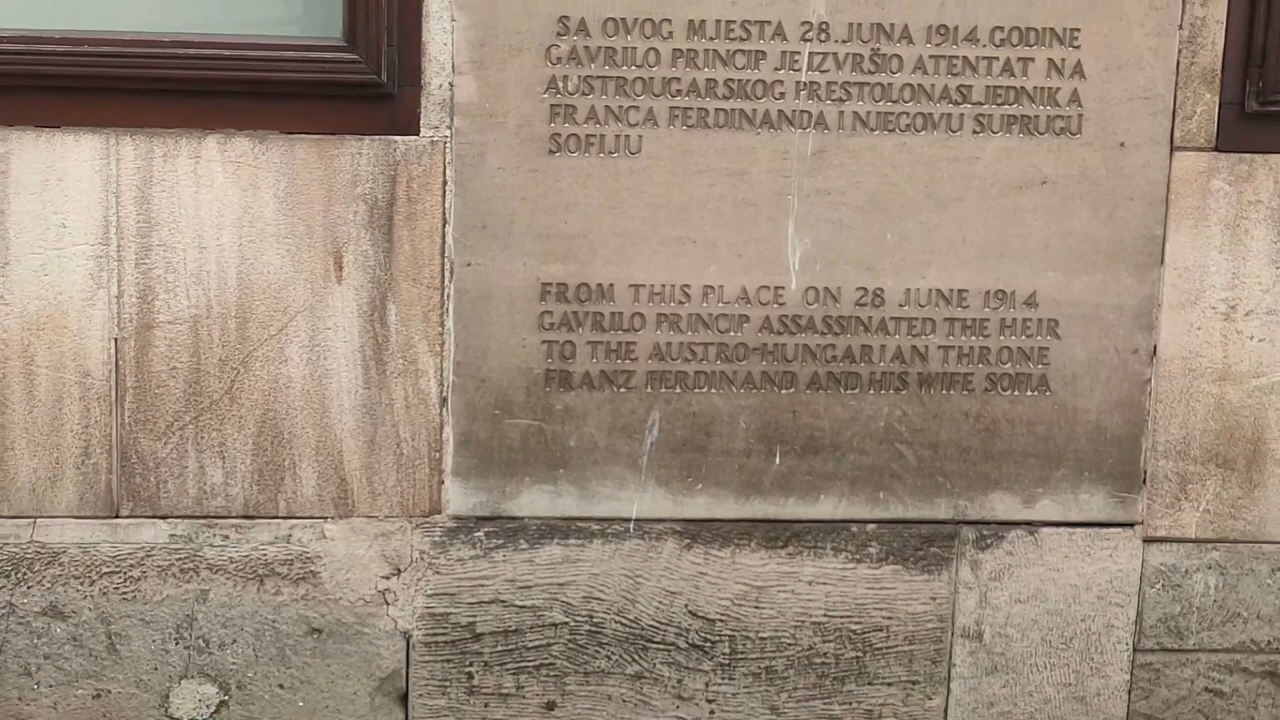 SA OVOG MJESTA 28.JUNA 1914.GODINE
GAVRILO PRINCIP JE IZVRŠIO ATENTAT NA
AUSTROUGARSKOG PRESTOLONASLJEDNIKA
FRANCA FERDINANDA I NJEGOVU SUPRUGU
SOFIJU
FROM THIS PLACE ON 28 JUNE 1914
GAVRILO PRINCIP ASSASSINATED THE HEIR
TO THE AUSTRO-HUNGARIAN THRONE
FRANZ FERDINAND AND HIS WIFE SOFIA